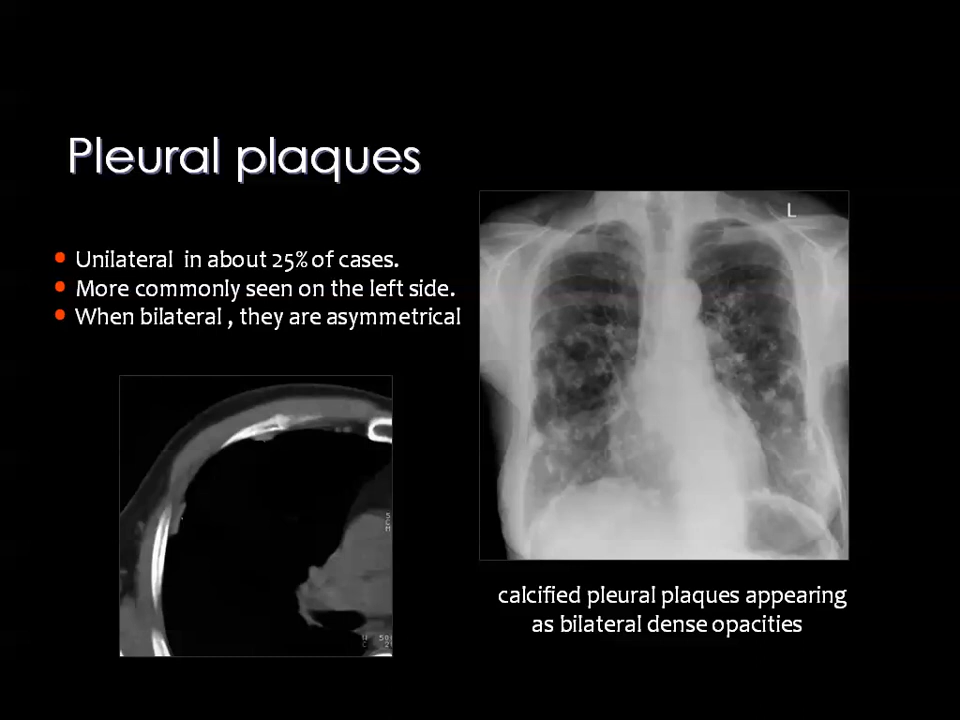 Pleural plaques
• Unilateral in about 25% of cases.
• More commonly seen on the left side.
• When bilateral , they are asymmetrical
L
calcified pleural plaques appearing
as bilateral dense opacities